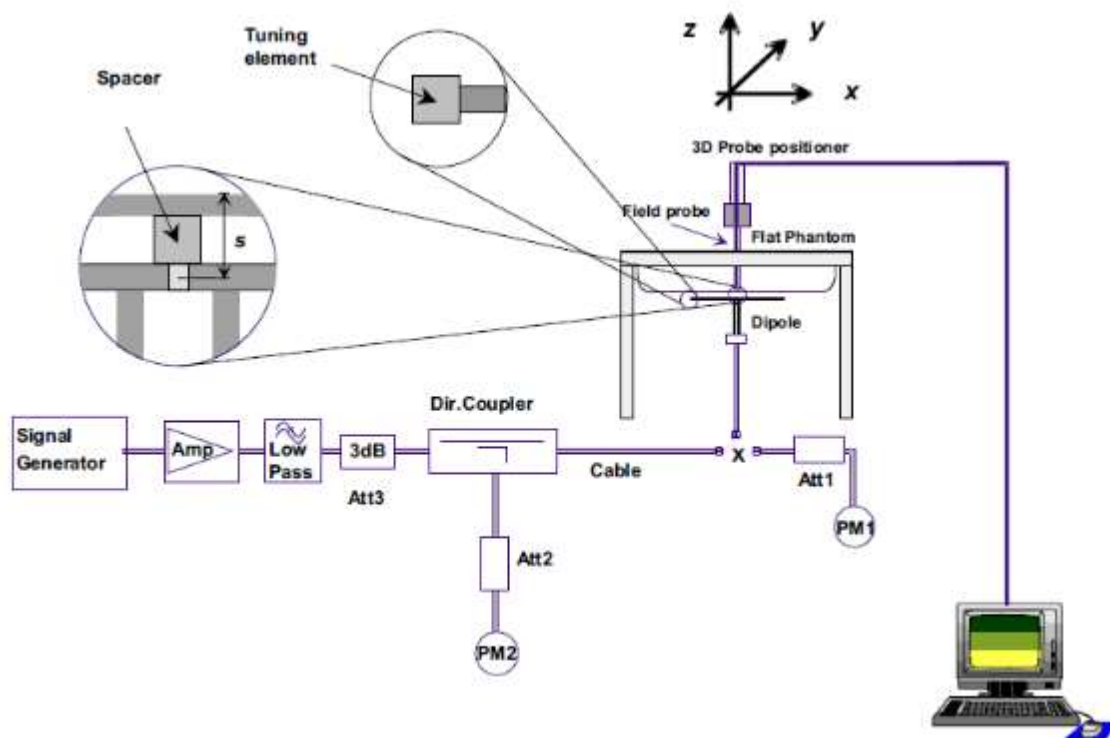 Tuning
element
Spacer
z
y
x
3D Probe positioner
Field probe
Flat Phantom
s
Dipole
Dir.Coupler
Signal
Generator
Amp
Low
Pass
3dB
Att3
Cable
X
Att1
PM1
Att2
PM2